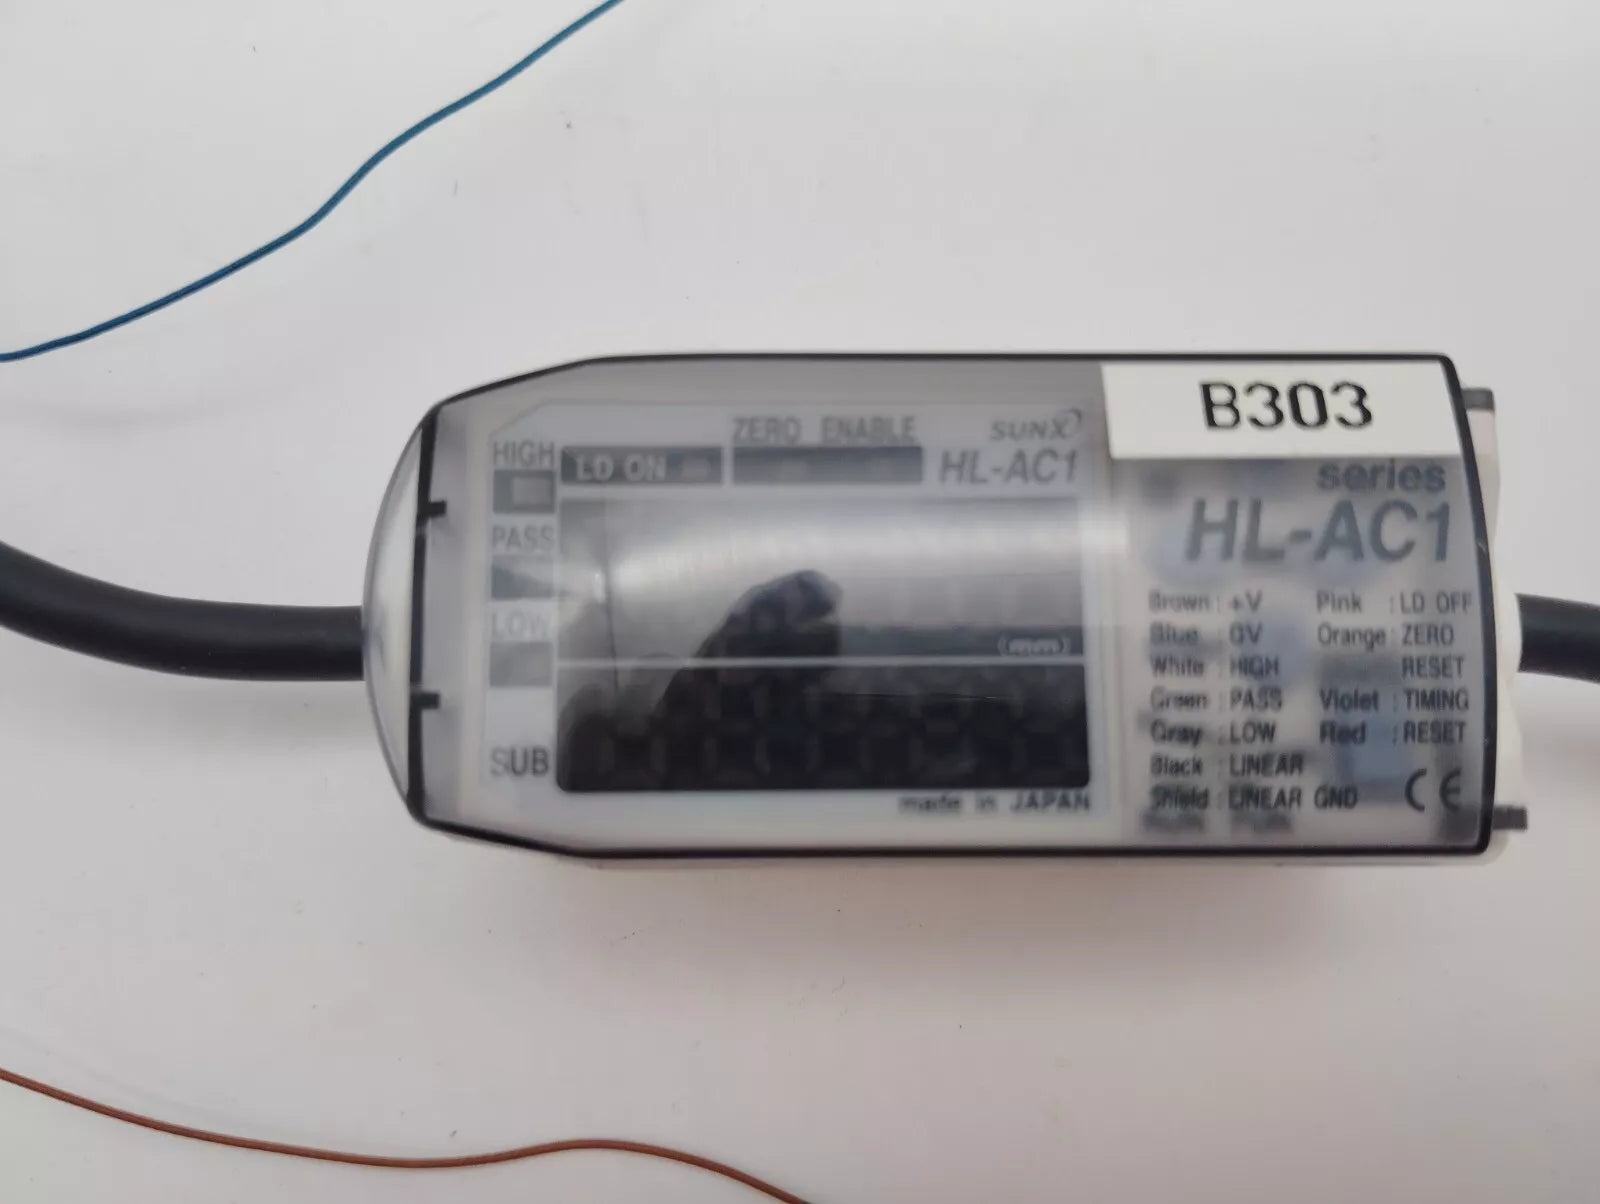 B303
ZERO ENABLE
SUNX
HIGH
LD ON
HL-AC1
series
HL-AC1
PASS
LOW
(mm)
SUB
made in JAPAN
Brown : +V
Pink : LD OFF
Blue : 0V
Orange : ZERO
White : HIGH
RESET
Green : PASS
Violet : TIMING
Gray : LOW
Red : RESET
Black : LINEAR
Shield : LINEAR GND
CE